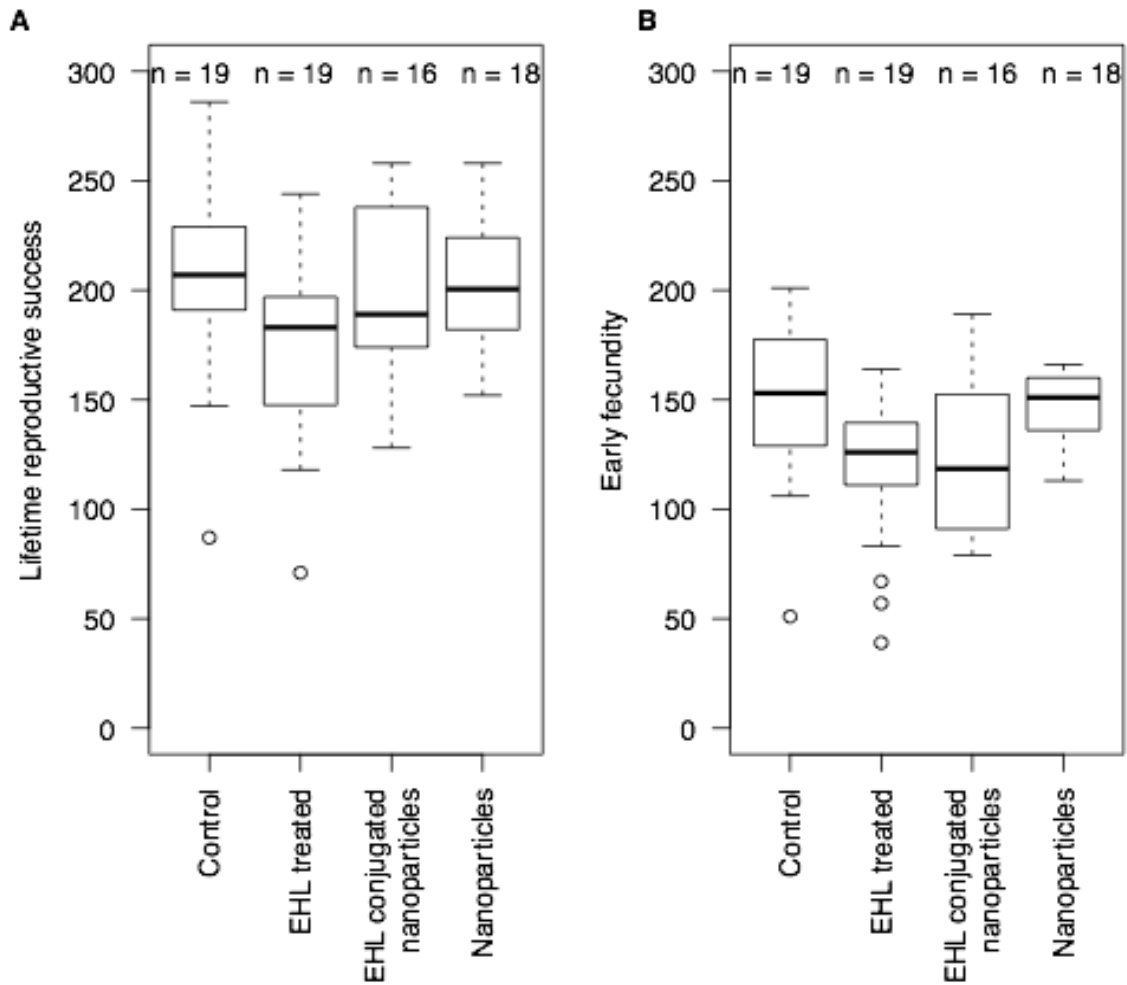 A
Lifetime reproductive success
300
250
200
150
100
50
0
n = 19 n = 19 n = 16 n = 18
Control
EHL treated
EHL conjugated
nanoparticles
Nanoparticles
B
Early fecundity
300
250
200
150
100
50
0
n = 19 n = 19 n = 16 n = 18
Control
EHL treated
EHL conjugated
nanoparticles
Nanoparticles